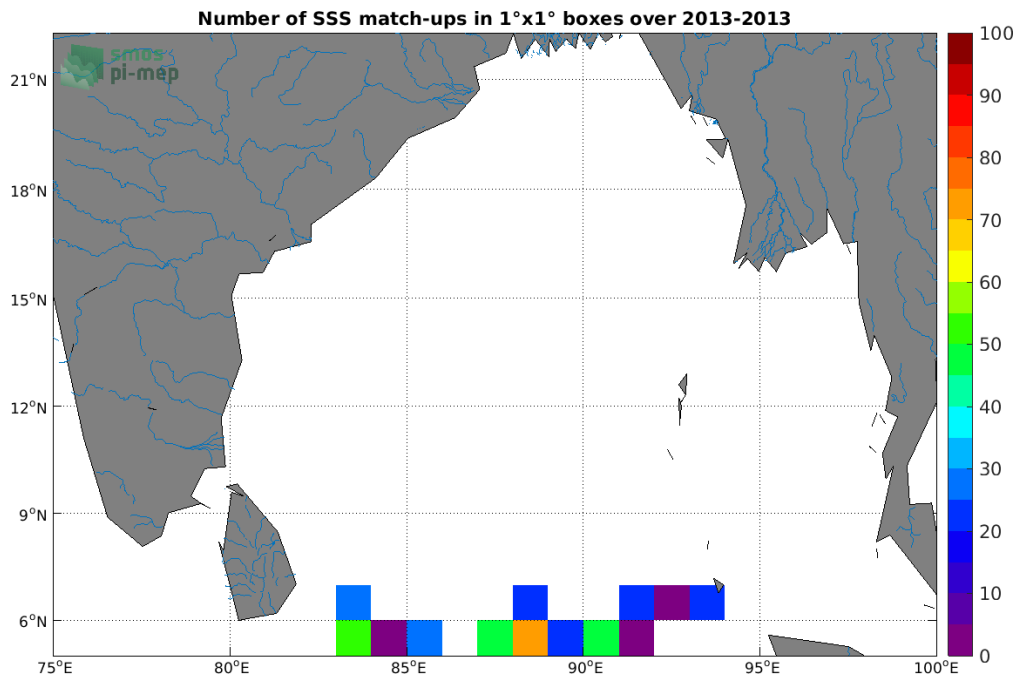 Number of SSS match-ups in 1°x1° boxes over 2013-2013
smos
pi-mep
21°N
18°N
15°N
12°N
9°N
6°N
75°E
80°E
85°E
90°E
95°E
100°E
100
90
80
70
60
50
40
30
20
10
0